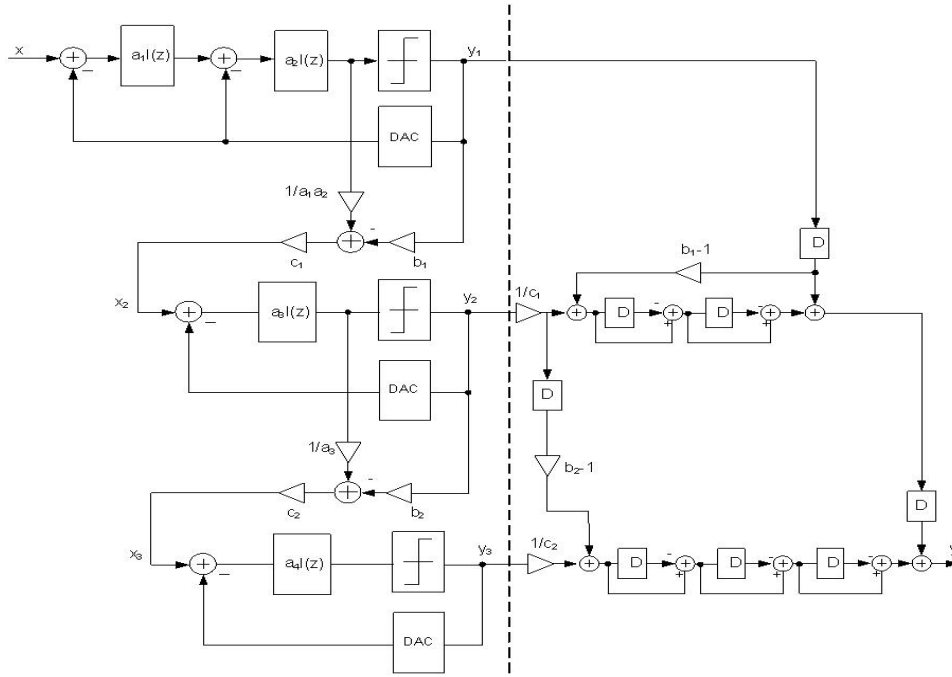 x
a₁I(z)
a₂I(z)
y₁
DAC
1/a₁a₂
D
b₁-1
c₁
b₁
x₂
a₃I(z)
y₂
1/c₁
D
D
DAC
D
1/a₃
b₂-1
c₂
b₂
D
x₃
a₄I(z)
y₃
1/c₂
D
D
D
y
DAC